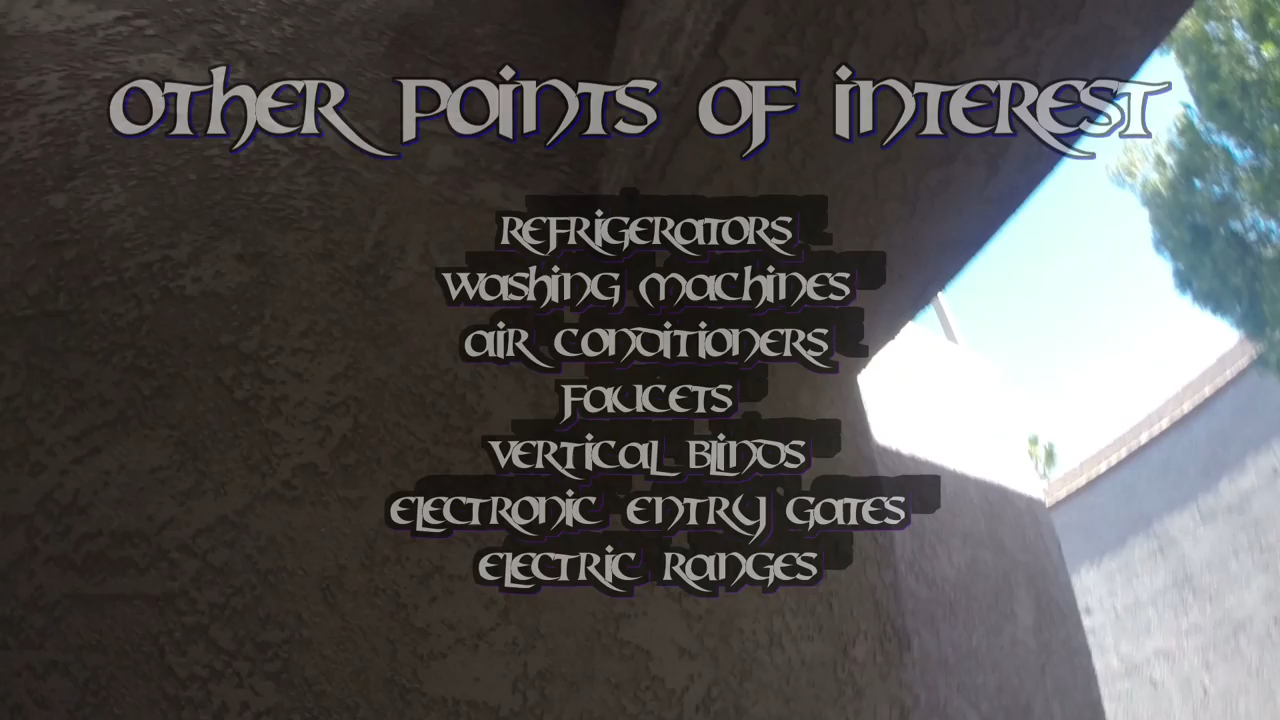 OTHER POINTS OF INTEREST
REFRIGERATORS
WASHING MACHINES
AIR CONDITIONERS
FAUCETS
VERTICAL BLINDS
ELECTRONIC ENTRY GATES
ELECTRIC RANGES